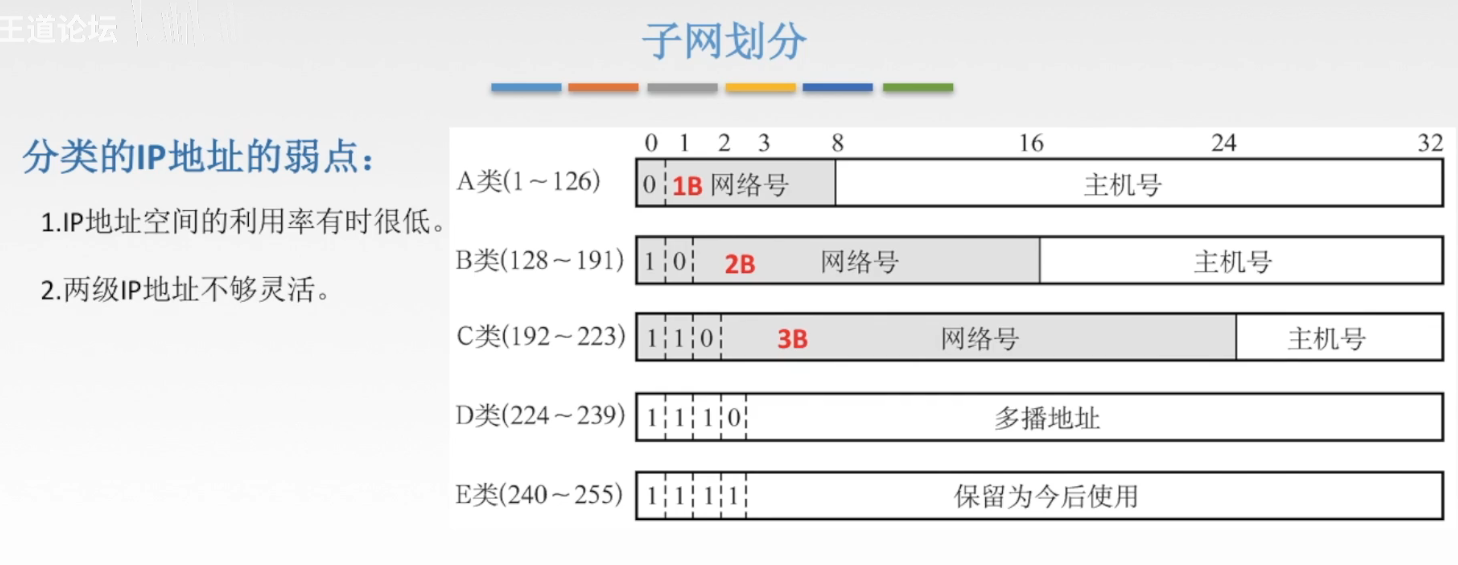 王道论坛
子网划分
分类的IP地址的弱点：
1.IP地址空间的利用率有时很低。
2.两级IP地址不够灵活。
0 1 2 3 8 16 24 32
A类(1～126) 0 1B 网络号 主机号
B类(128～191) 1 0 2B 网络号 主机号
C类(192～223) 1 1 0 3B 网络号 主机号
D类(224～239) 1 1 1 0 多播地址
E类(240～255) 1 1 1 1 保留为今后使用